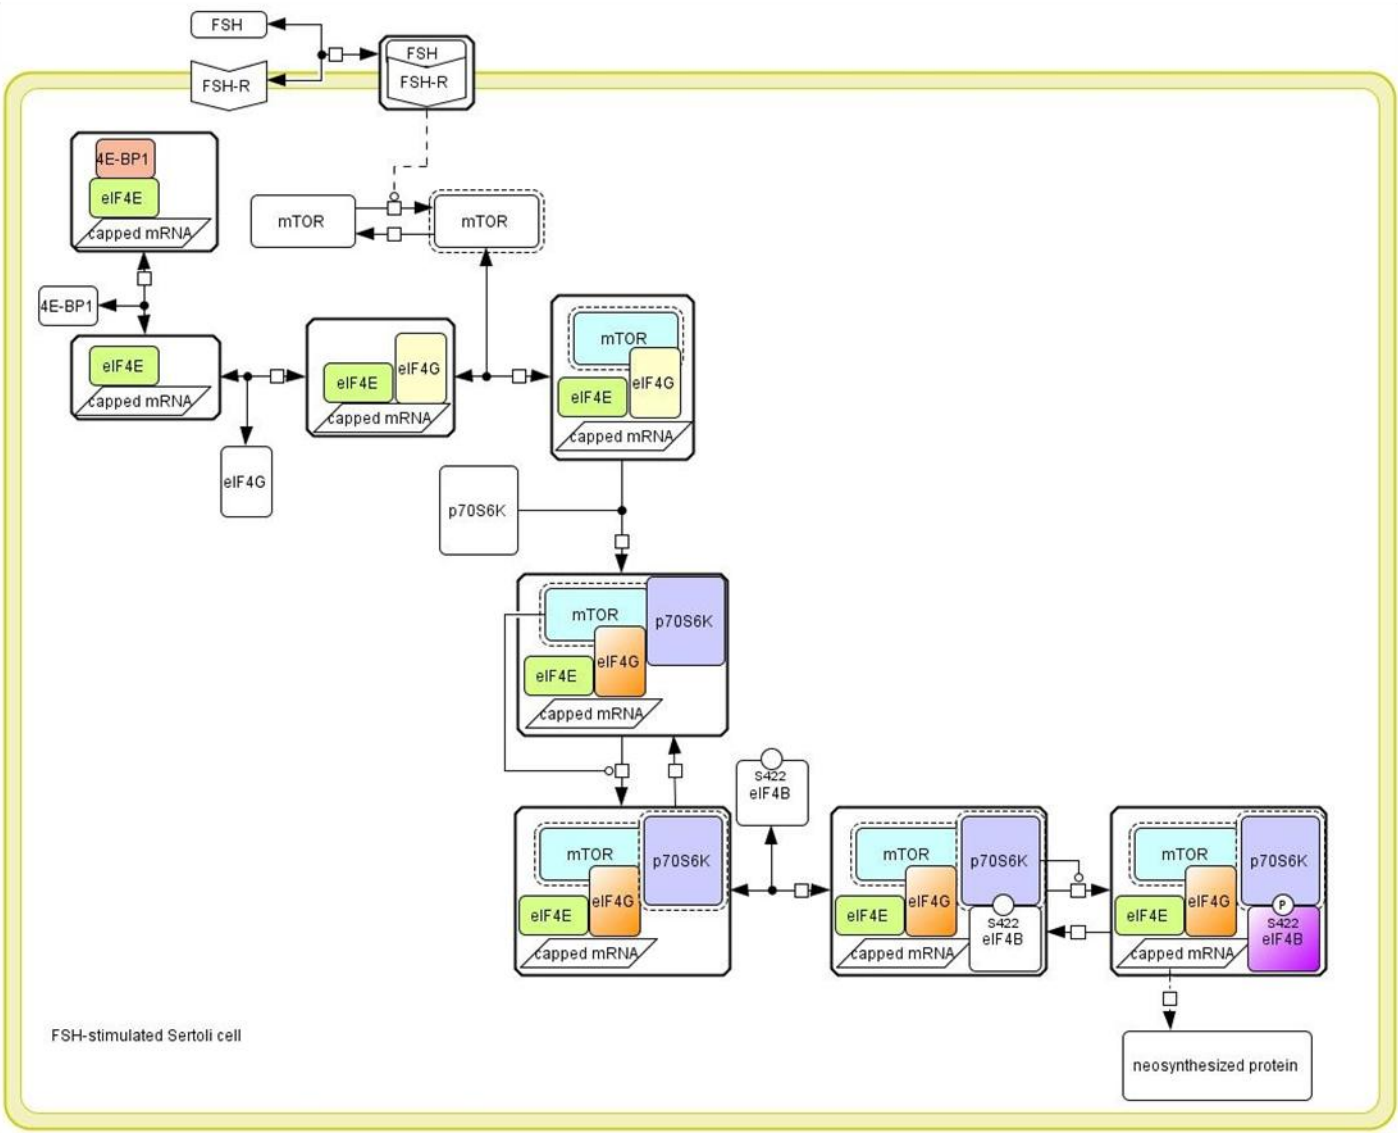 FSH
FSH
FSH-R
FSH-R
4E-BP1
eIF4E
capped mRNA
mTOR
mTOR
4E-BP1
eIF4E
capped mRNA
eIF4G
eIF4E
capped mRNA
mTOR
eIF4G
eIF4E
capped mRNA
eIF4G
p70S6K
mTOR
p70S6K
eIF4G
eIF4E
capped mRNA
S422
eIF4B
mTOR
p70S6K
eIF4G
eIF4E
capped mRNA
mTOR
p70S6K
eIF4G
eIF4E
S422
eIF4B
capped mRNA
mTOR
p70S6K
eIF4G
eIF4E
P
S422
eIF4B
capped mRNA
FSH-stimulated Sertoli cell
neosynthesized protein